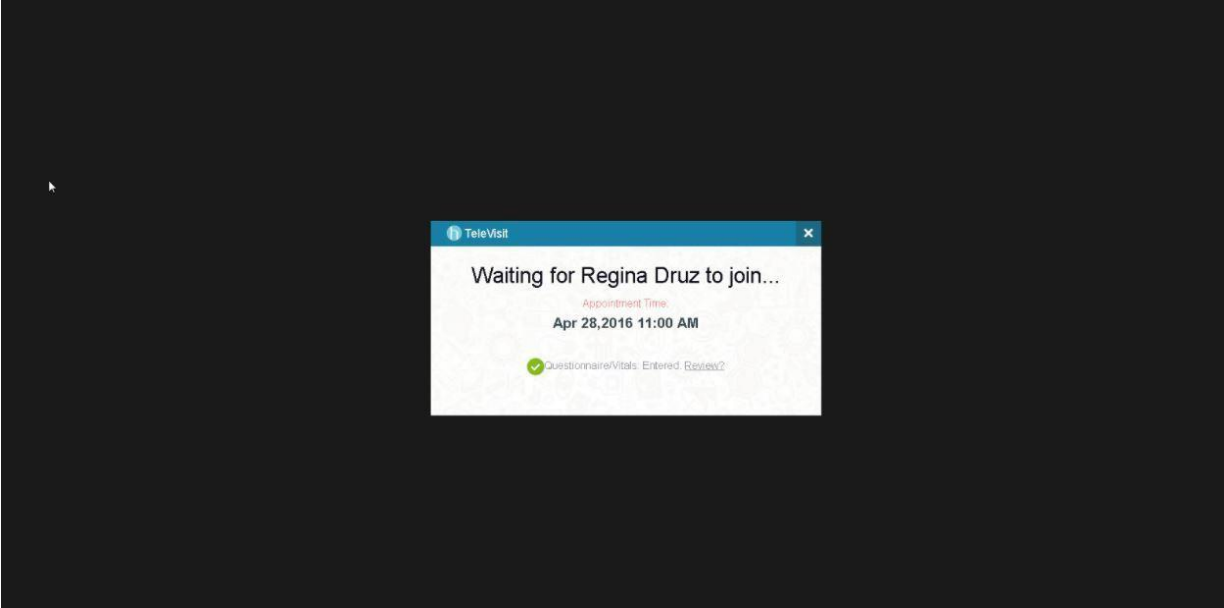 TeleVisit
Waiting for Regina Druz to join...
Appointment Time:
Apr 28,2016 11:00 AM
Questionnaire/Vitals: Entered. Review?